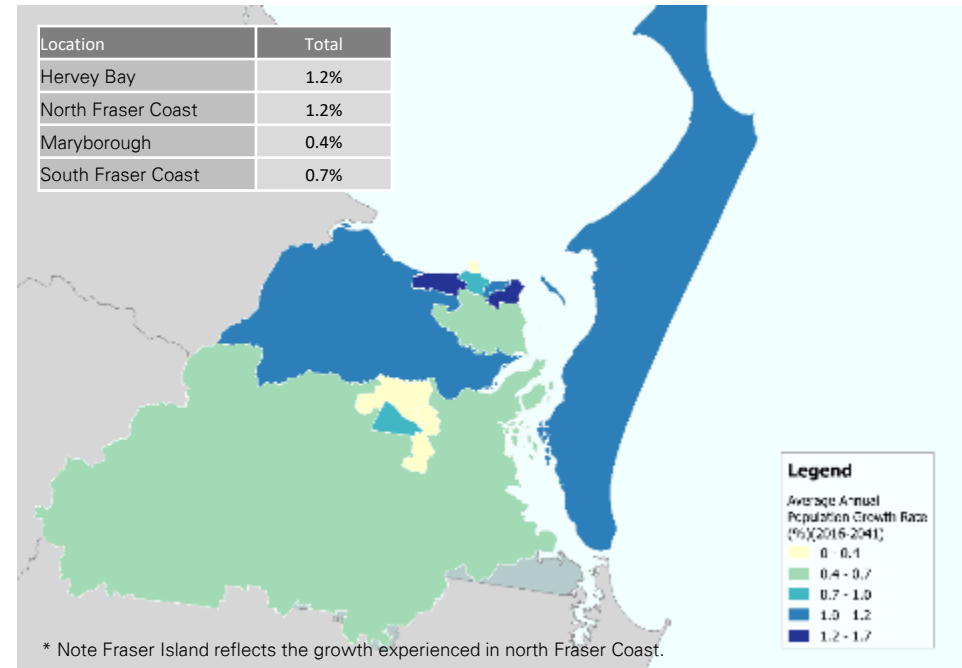 Location Total
Hervey Bay 1.2%
North Fraser Coast 1.2%
Maryborough 0.4%
South Fraser Coast 0.7%
Legend
Average Annual
Population Growth Rate
(%)(2016-2041)
0 - 0.4
0.4 - 0.7
0.7 - 1.0
1.0 - 1.2
1.2 - 1.7
* Note Fraser Island reflects the growth experienced in north Fraser Coast.